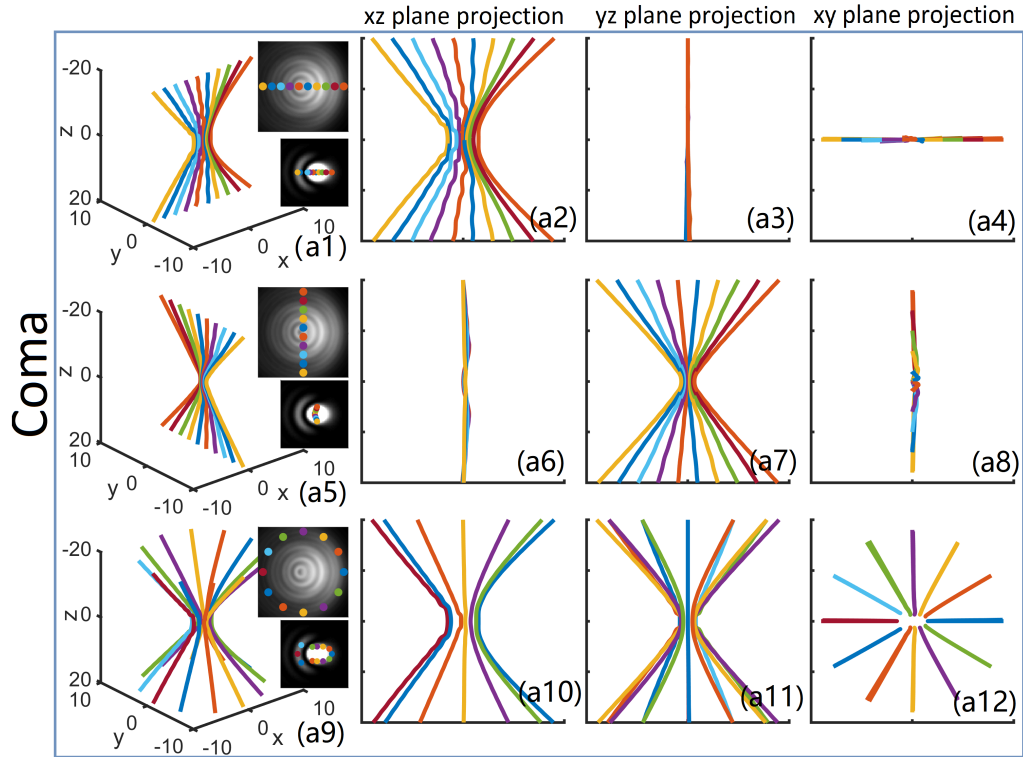 xz plane projection
yz plane projection
xy plane projection
Coma
-20
z 0
20
10
y 0
-10
-10
0
x
10
(a1)
(a2)
(a3)
(a4)
-20
z 0
20
10
y 0
-10
-10
0
x
10
(a5)
(a6)
(a7)
(a8)
-20
z 0
20
10
y 0
-10
-10
0
x
10
(a9)
(a10)
(a11)
(a12)